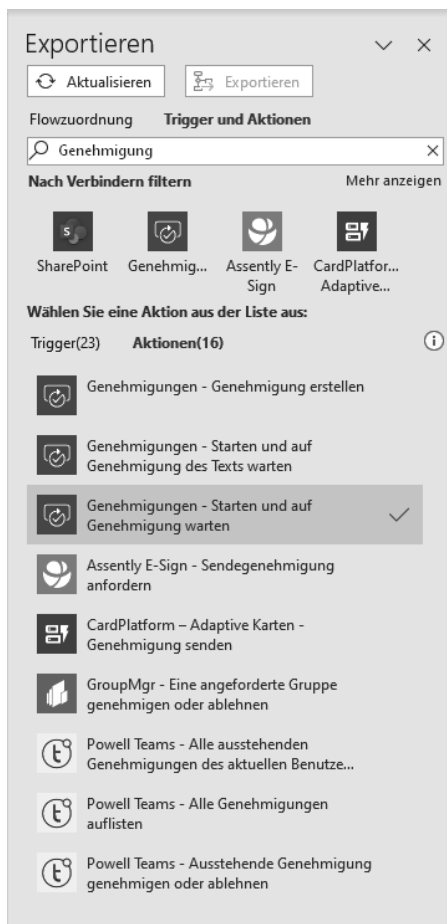 Exportieren
Aktualisieren Exportieren
Flowzuordnung Trigger und Aktionen
Genehmigung
Nach Verbindern filtern Mehr anzeigen
SharePoint Genehmig... Assently E- CardPlatfor...
Sign Adaptive...
Wählen Sie eine Aktion aus der Liste aus:
Trigger(23) Aktionen(16)
Genehmigungen - Genehmigung erstellen
Genehmigungen - Starten und auf
Genehmigung des Texts warten
Genehmigungen - Starten und auf
Genehmigung warten
Assently E-Sign - Sendegenehmigung
anfordern
CardPlatform – Adaptive Karten -
Genehmigung senden
GroupMgr - Eine angeforderte Gruppe
genehmigen oder ablehnen
Powell Teams - Alle ausstehenden
Genehmigungen des aktuellen Benutze...
Powell Teams - Alle Genehmigungen
auflisten
Powell Teams - Ausstehende Genehmigung
genehmigen oder ablehnen